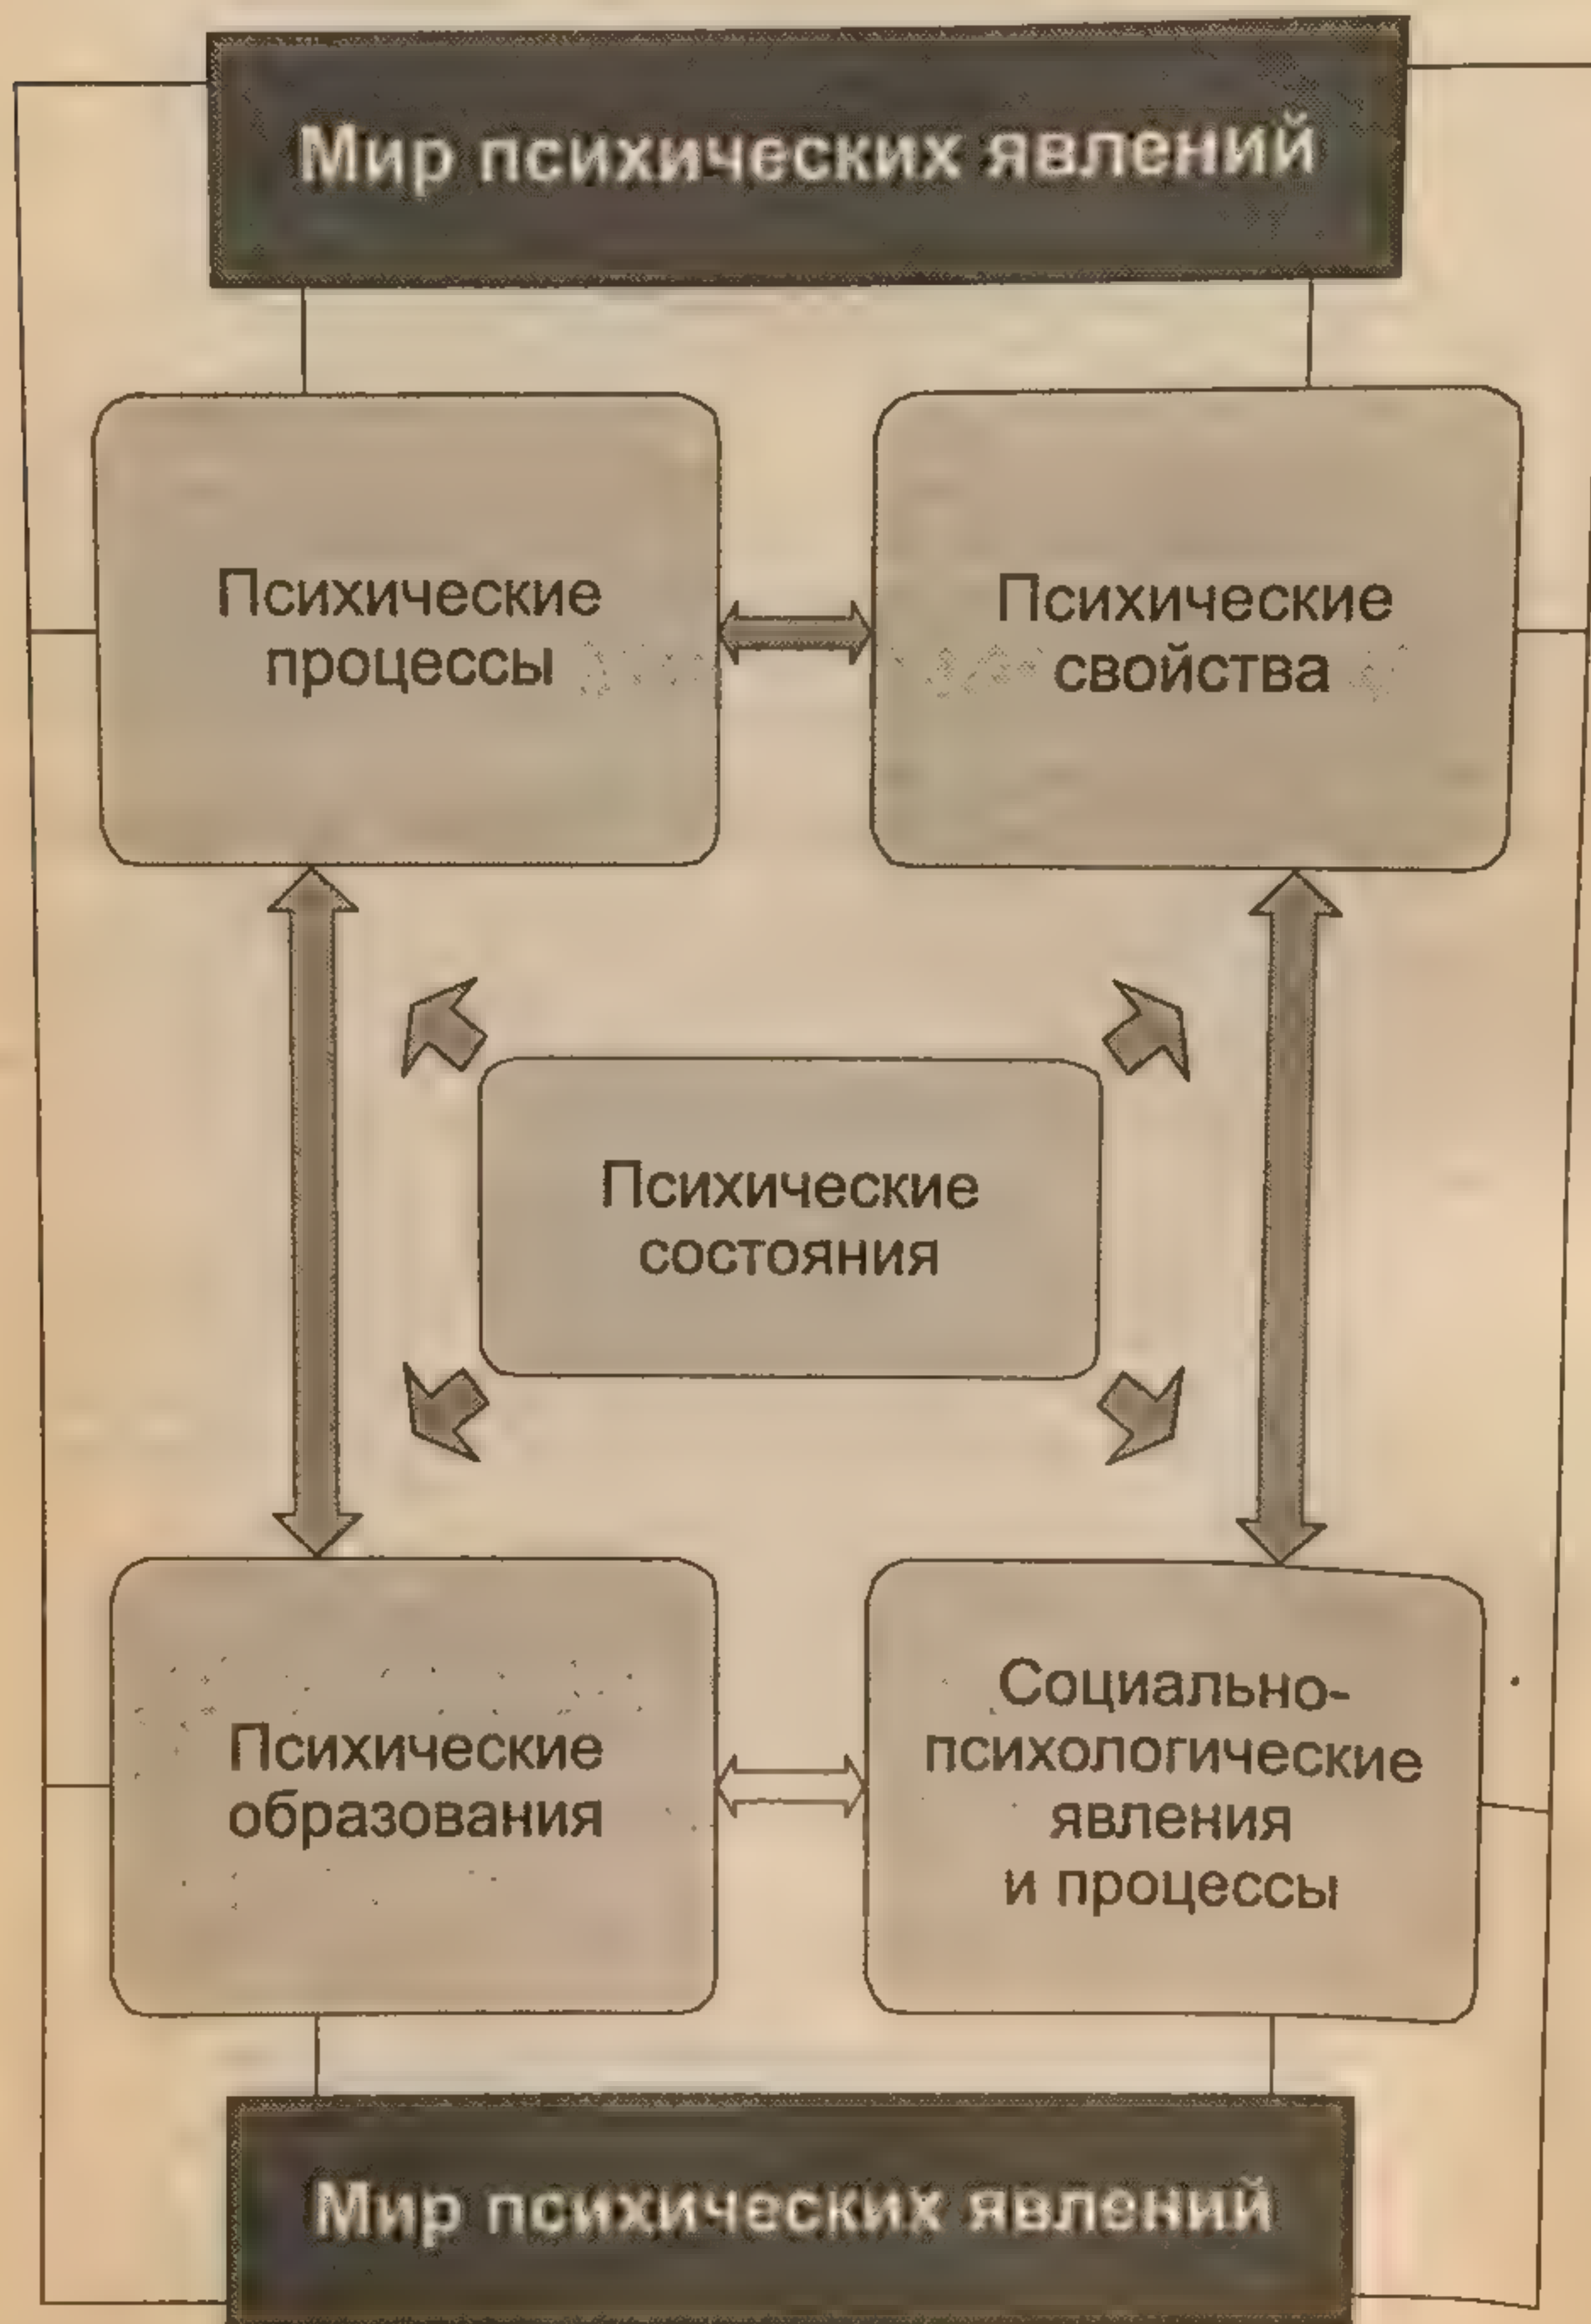 Мир психических явлений
Психические
процессы
Психические
свойства
Психические
состояния
Психические
образования
Социально-
психологические
явления
и процессы
Мир психических явлений